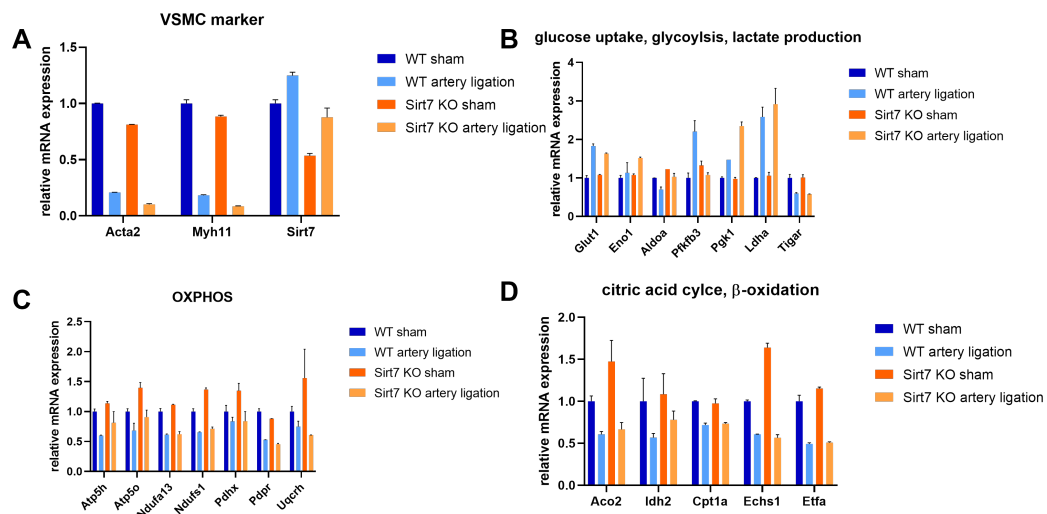 A
VSMC marker
relative mRNA expression
1.5
1.0
0.5
0.0
Acta2
Myh11
Sirt7
WT sham
WT artery ligation
Sirt7 KO sham
Sirt7 KO artery ligation
B
glucose uptake, glycoylsis, lactate production
relative mRNA expression
4
3
2
1
0
Glut1
Eno1
Aldoa
Pfkfb3
Pgk1
Ldha
Tigar
WT sham
WT artery ligation
Sirt7 KO sham
Sirt7 KO artery ligation
C
OXPHOS
relative mRNA expression
2.5
2.0
1.5
1.0
0.5
0.0
Atp5h
Atp5o
Ndufa13
Ndufs1
Pdhx
Pdpr
Uqcrh
WT sham
WT artery ligation
Sirt7 KO sham
Sirt7 KO artery ligation
D
citric acid cylce, β-oxidation
relative mRNA expression
2.0
1.5
1.0
0.5
0.0
Aco2
Idh2
Cpt1a
Echs1
Etfa
WT sham
WT artery ligation
Sirt7 KO sham
Sirt7 KO artery ligation